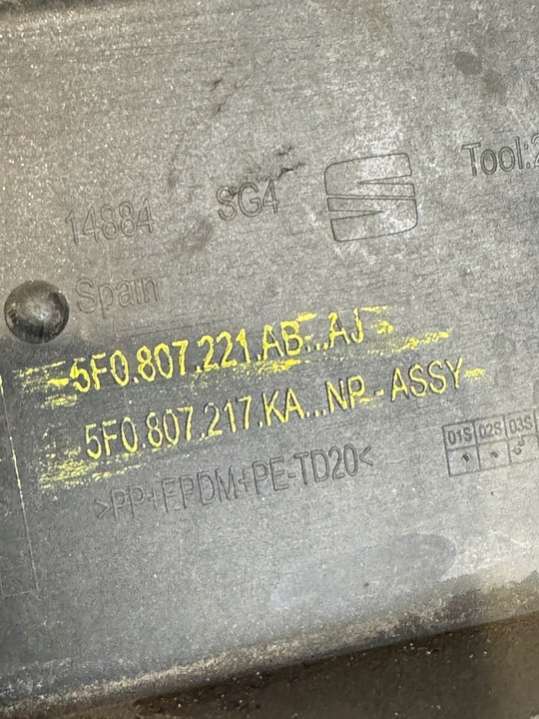 14884 SG4 Tool:2
Spain
5F0.807.221.AB...AJ
5F0.807.217.KA...NP-ASSY
>PP+EPDM+PE-TD20<
01S 02S 03S